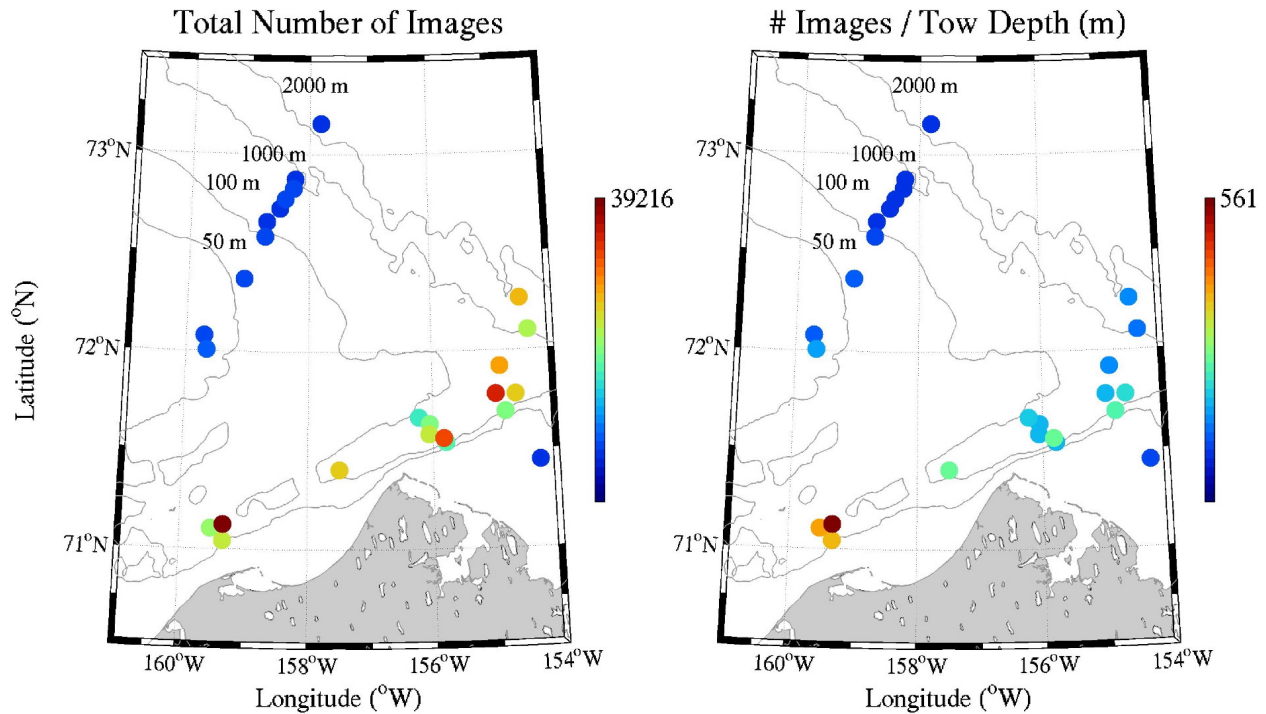 Total Number of Images
# Images / Tow Depth (m)
2000 m
1000 m
100 m
50 m
73°N
72°N
71°N
160°W
158°W
156°W
154°W
Latitude (°N)
Longitude (°W)
39216
2000 m
1000 m
100 m
50 m
73°N
72°N
71°N
160°W
158°W
156°W
154°W
Longitude (°W)
561